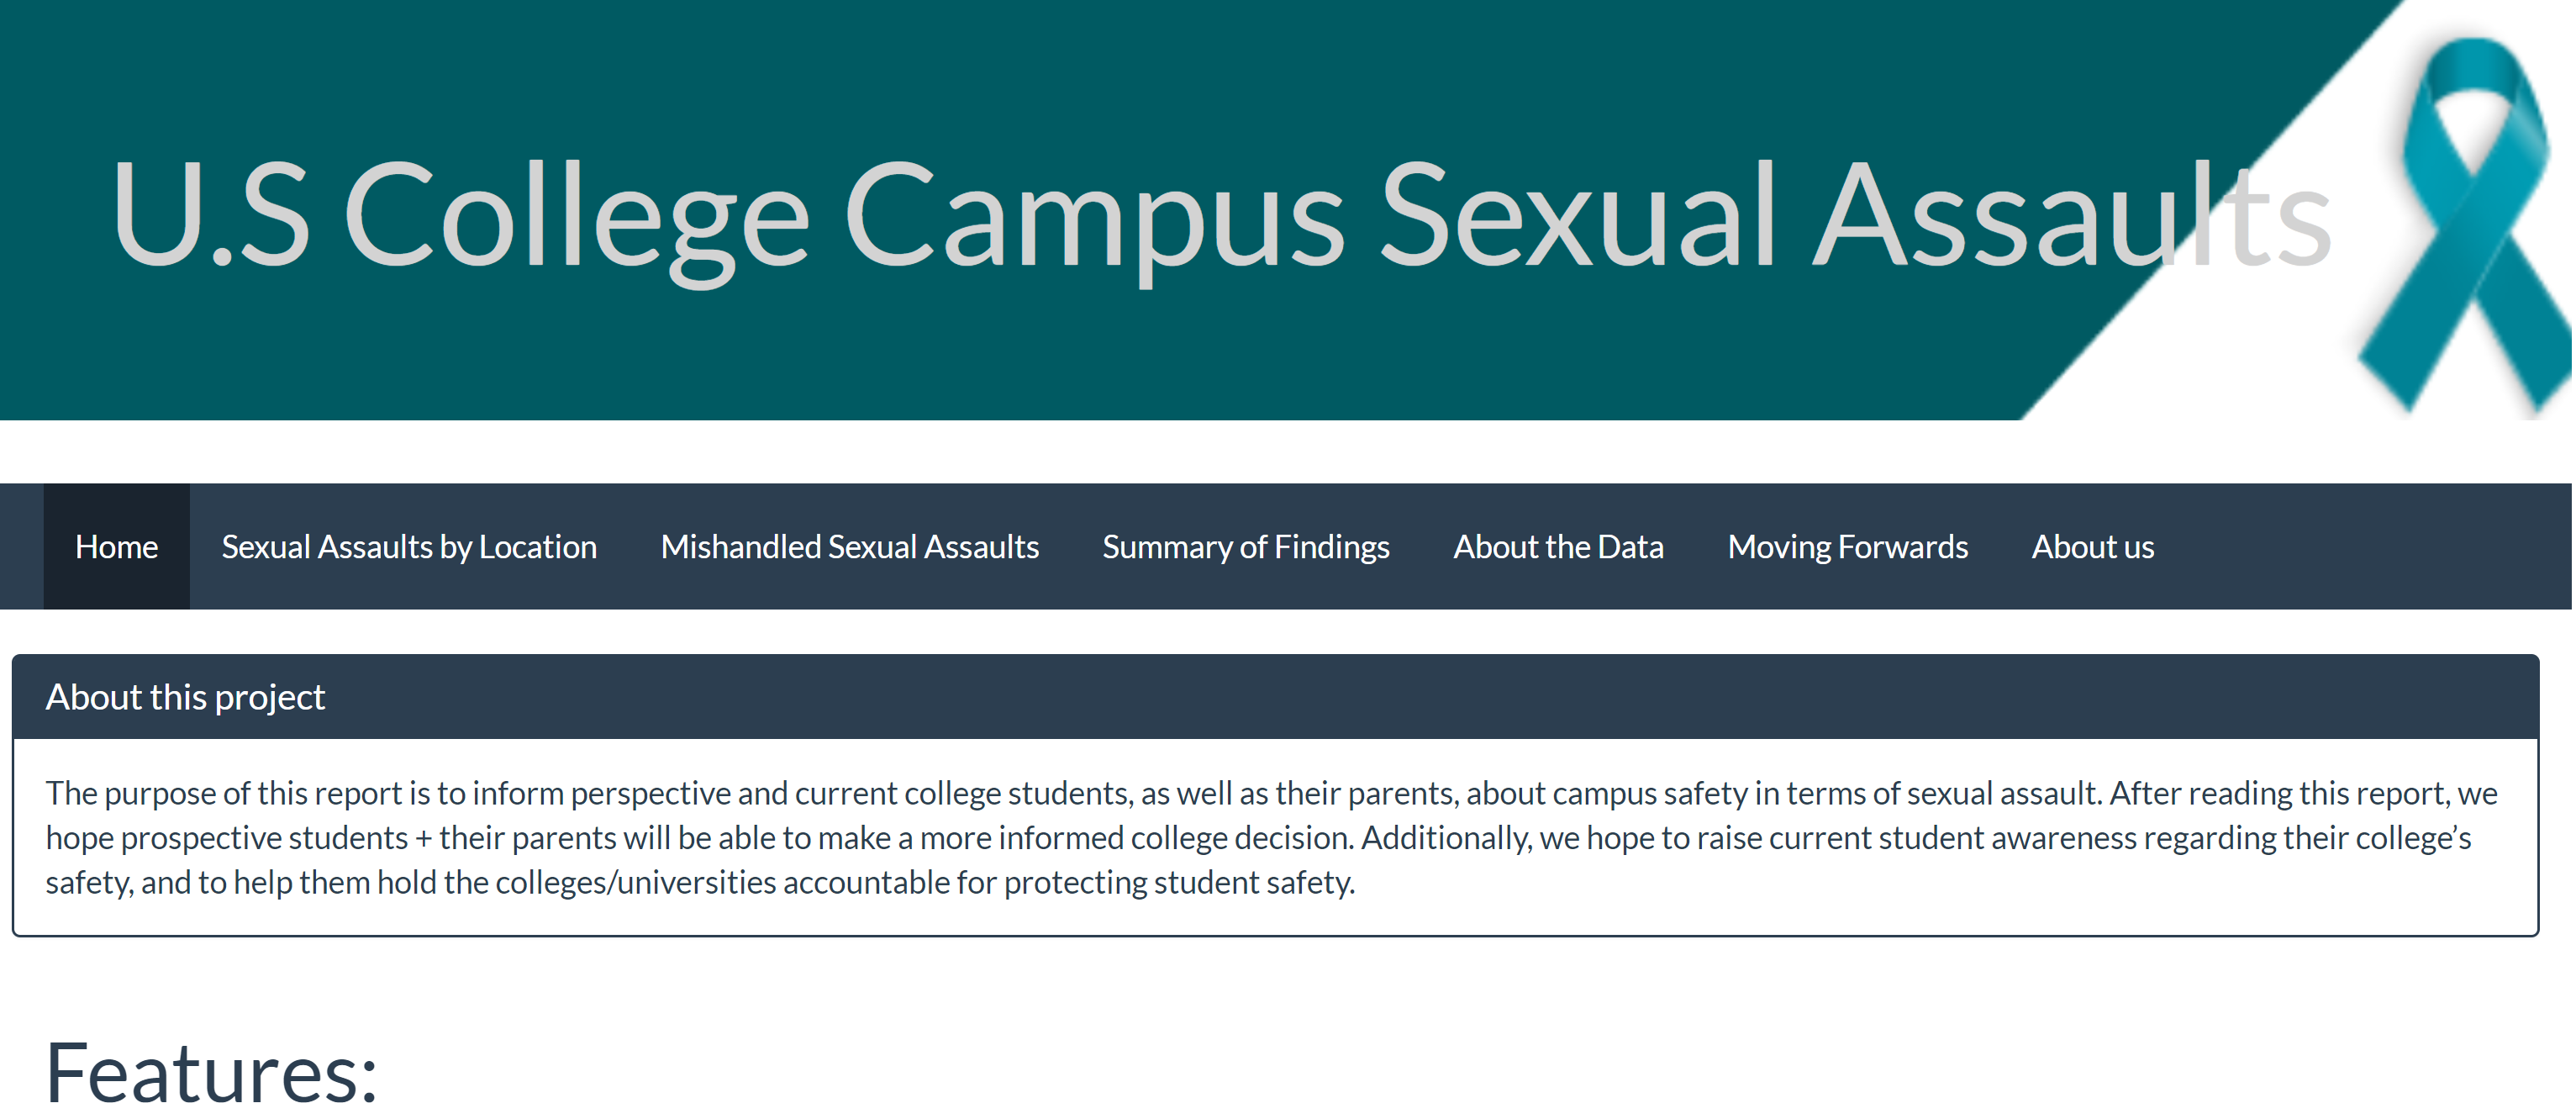 U.S College Campus Sexual Assaults
Home Sexual Assaults by Location Mishandled Sexual Assaults Summary of Findings About the Data Moving Forwards About us
About this project
The purpose of this report is to inform perspective and current college students, as well as their parents, about campus safety in terms of sexual assault. After reading this report, we
hope prospective students + their parents will be able to make a more informed college decision. Additionally, we hope to raise current student awareness regarding their college’s
safety, and to help them hold the colleges/universities accountable for protecting student safety.
Features: